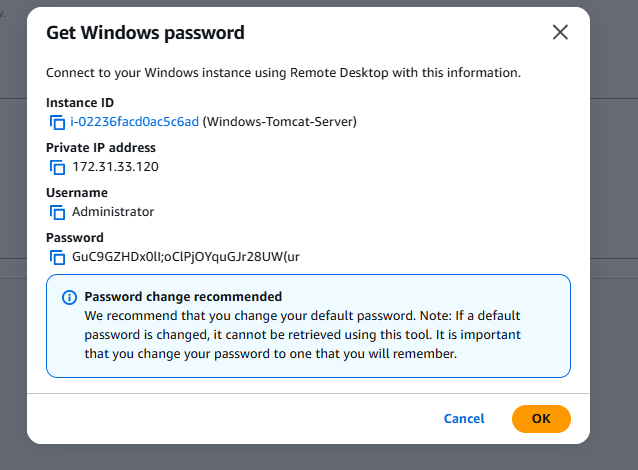 Get Windows password
Connect to your Windows instance using Remote Desktop with this information.
Instance ID
i-02236facd0ac5c6ad (Windows-Tomcat-Server)
Private IP address
172.31.33.120
Username
Administrator
Password
GuC9GZHDx0lI;oClPjOYquGJr28UW(ur
Password change recommended
We recommend that you change your default password. Note: If a default
password is changed, it cannot be retrieved using this tool. It is important
that you change your password to one that you will remember.
Cancel
OK